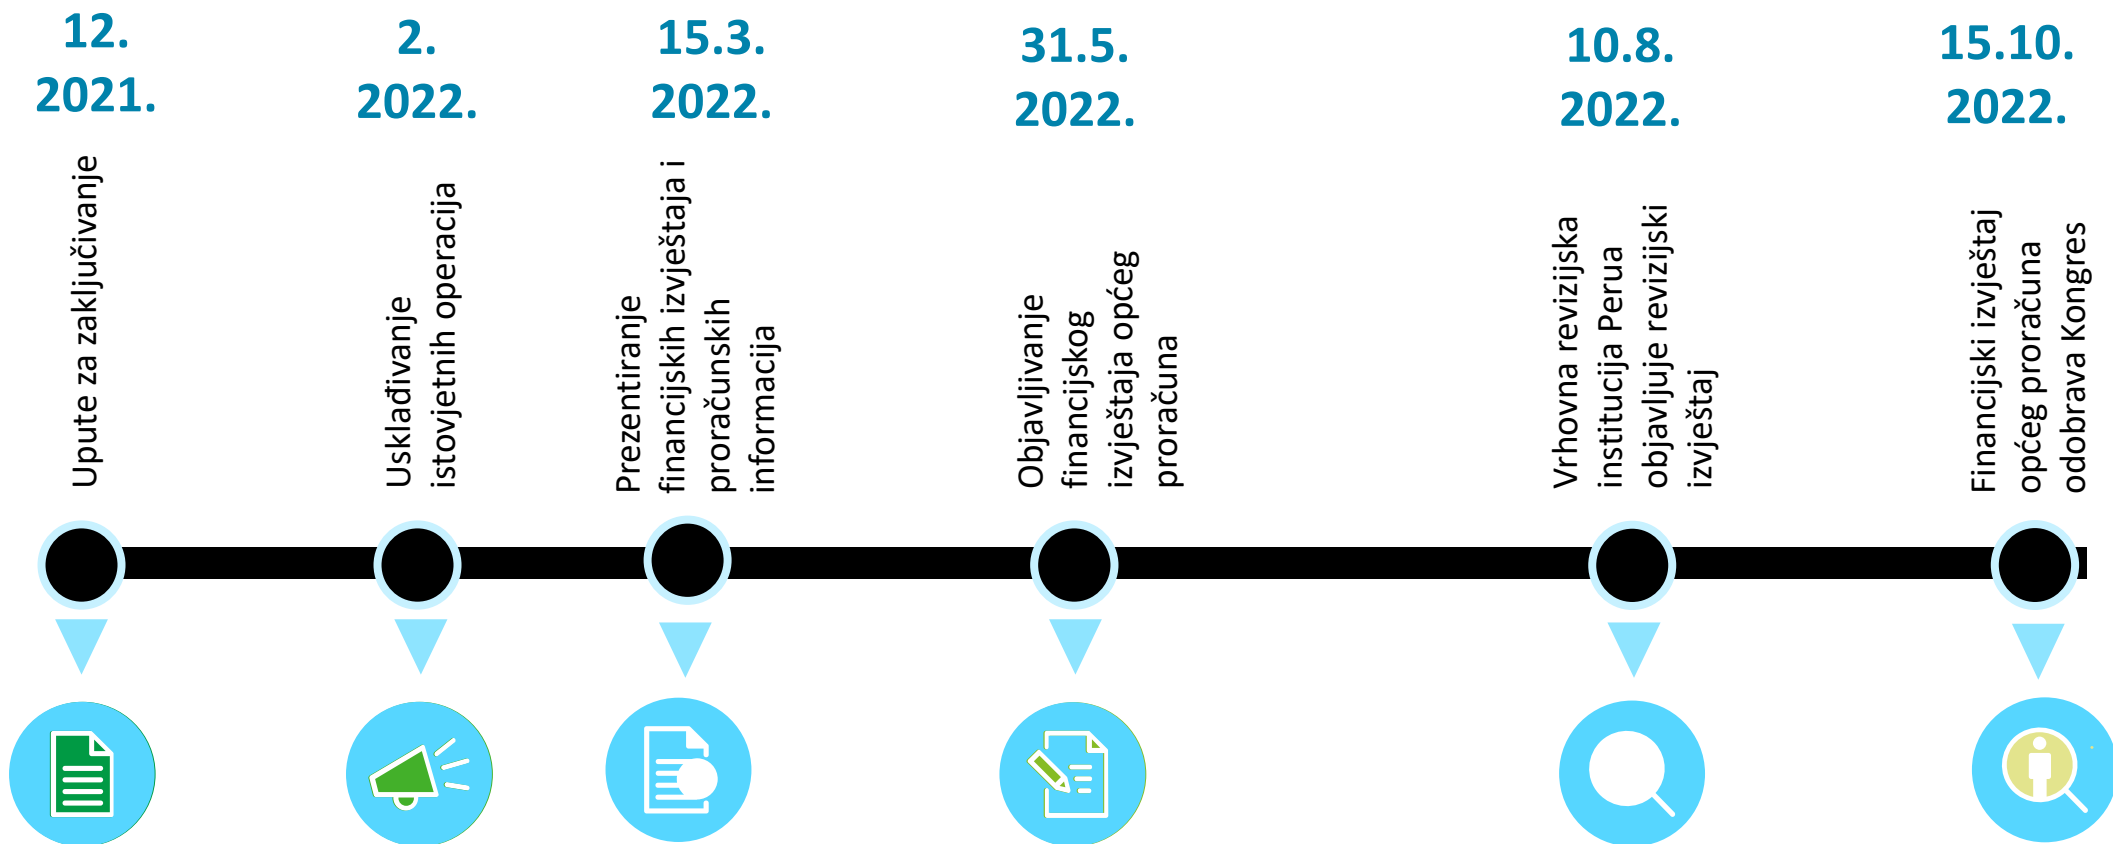 12.
2021.
Upute za zaključivanje
2.
2022.
Usklađivanje
istovjetnih operacija
15.3.
2022.
Prezentiranje
financijskih izvještaja i
proračunskih
informacija
31.5.
2022.
Objavljivanje
financijskog
izvještaja općeg
proračuna
10.8.
2022.
Vrhovna revizijska
institucija Perua
objavljuje revizijski
izvještaj
15.10.
2022.
Financijski izvještaj
općeg proračuna
odobrava Kongres